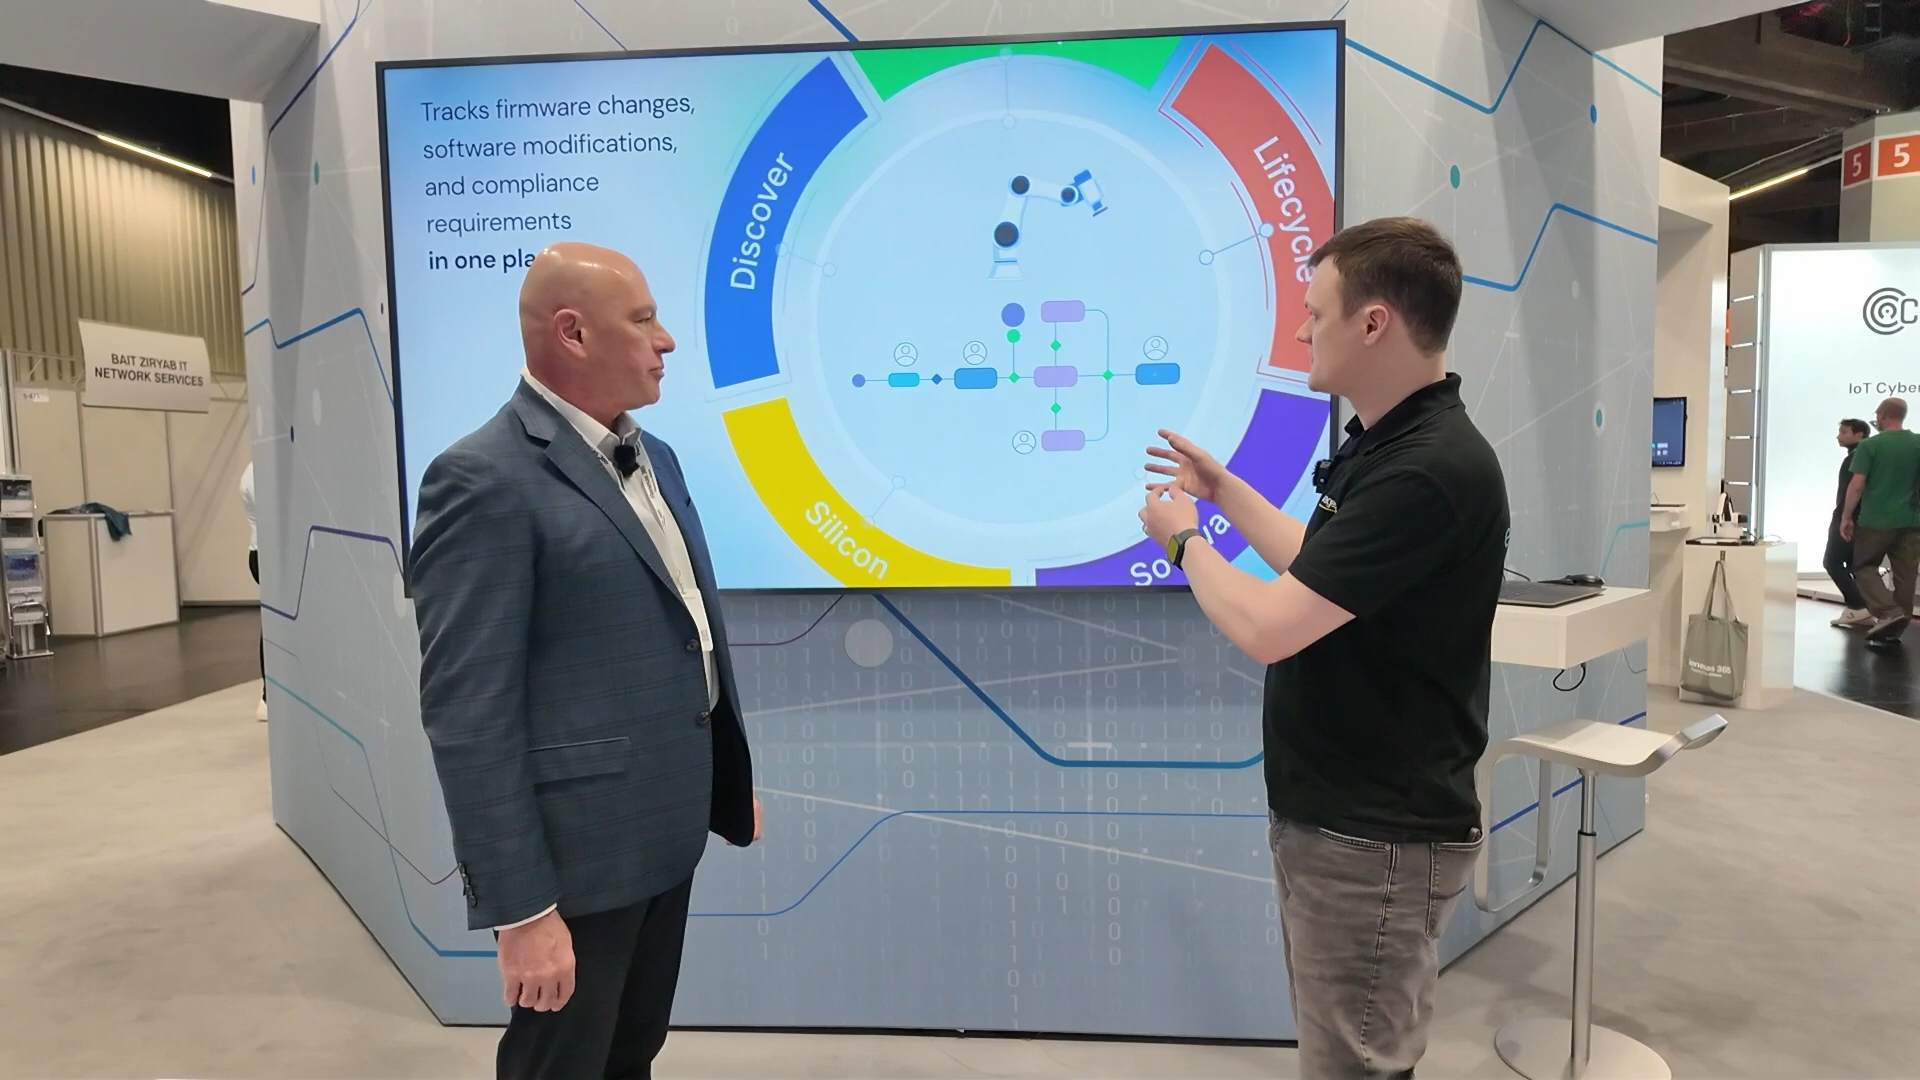 Tracks firmware changes,
software modifications,
and compliance
requirements
in one pla
Discover
Lifecycle
Silicon
So
va
BAIT ZIRYAB IT
NETWORK SERVICES
5
5
IoT Cyber